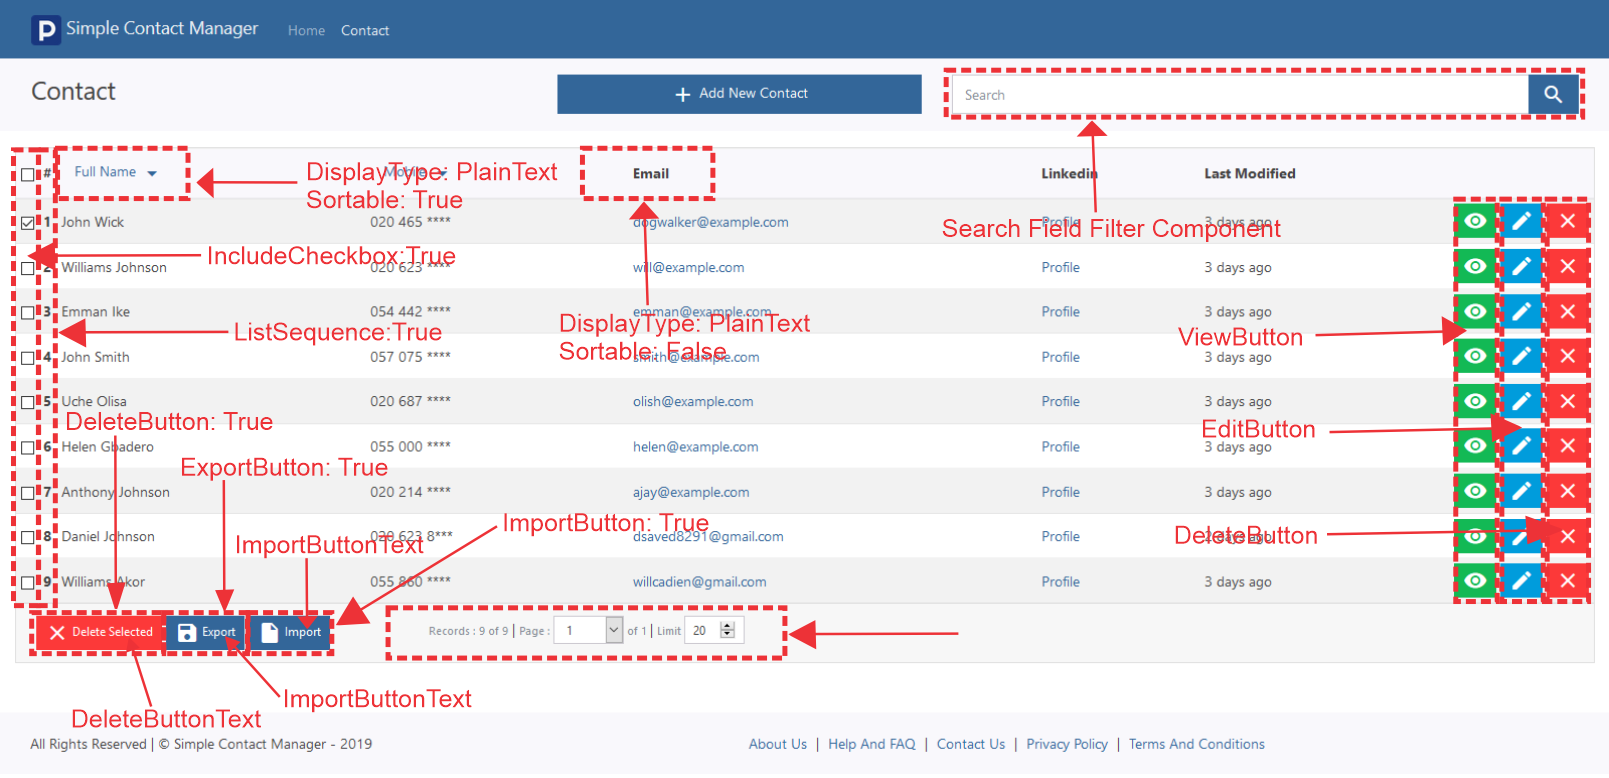 P Simple Contact Manager Home Contact
Contact
+ Add New Contact
Search
# Full Name Mobile Email Linkedin Last Modified
DisplayType: PlainText
Sortable: True
1 John Wick 020 465 **** dogwalker@example.com Profile 3 days ago
Search Field Filter Component
IncludeCheckbox:True
2 Williams Johnson 020 623 **** will@example.com Profile 3 days ago
3 Emman Ike 054 442 **** emman@example.com Profile 3 days ago
DisplayType: PlainText
Sortable: False
ListSequence:True
ViewButton
4 John Smith 057 075 **** smith@example.com Profile 3 days ago
5 Uche Olisa 020 687 **** olish@example.com Profile 3 days ago
DeleteButton: True
EditButton
6 Helen Gbadero 055 000 **** helen@example.com Profile 3 days ago
ExportButton: True
7 Anthony Johnson 020 214 **** ajay@example.com Profile 3 days ago
ImportButton: True
8 Daniel Johnson 020 623 8*** dsaved8291@gmail.com days ago
DeleteButton
ImportButtonText
9 Williams Akor 055 860 **** willcadien@gmail.com Profile 3 days ago
Delete Selected Export Import Records : 9 of 9 | Page : 1 of 1 | Limit 20
ImportButtonText
DeleteButtonText
All Rights Reserved | © Simple Contact Manager - 2019 About Us | Help And FAQ | Contact Us | Privacy Policy | Terms And Conditions